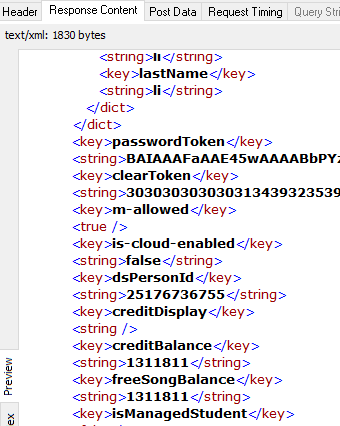 Header Response Content Post Data Request Timing Query Stri
text/xml: 1830 bytes
<string>li</string>
<key>lastName</key>
<string>li</string>
</dict>
</dict>
<key>passwordToken</key>
<string>BAIAAAFaAAE45wAAAABbPYz
<key>clearToken</key>
<string>303030303030313439323539
<key>m-allowed</key>
<true />
<key>is-cloud-enabled</key>
<string>false</string>
<key>dsPersonId</key>
<string>25176736755</string>
<key>creditDisplay</key>
<string />
<key>creditBalance</key>
<string>1311811</string>
<key>freeSongBalance</key>
<string>1311811</string>
<key>isManagedStudent</key>
Preview
ex